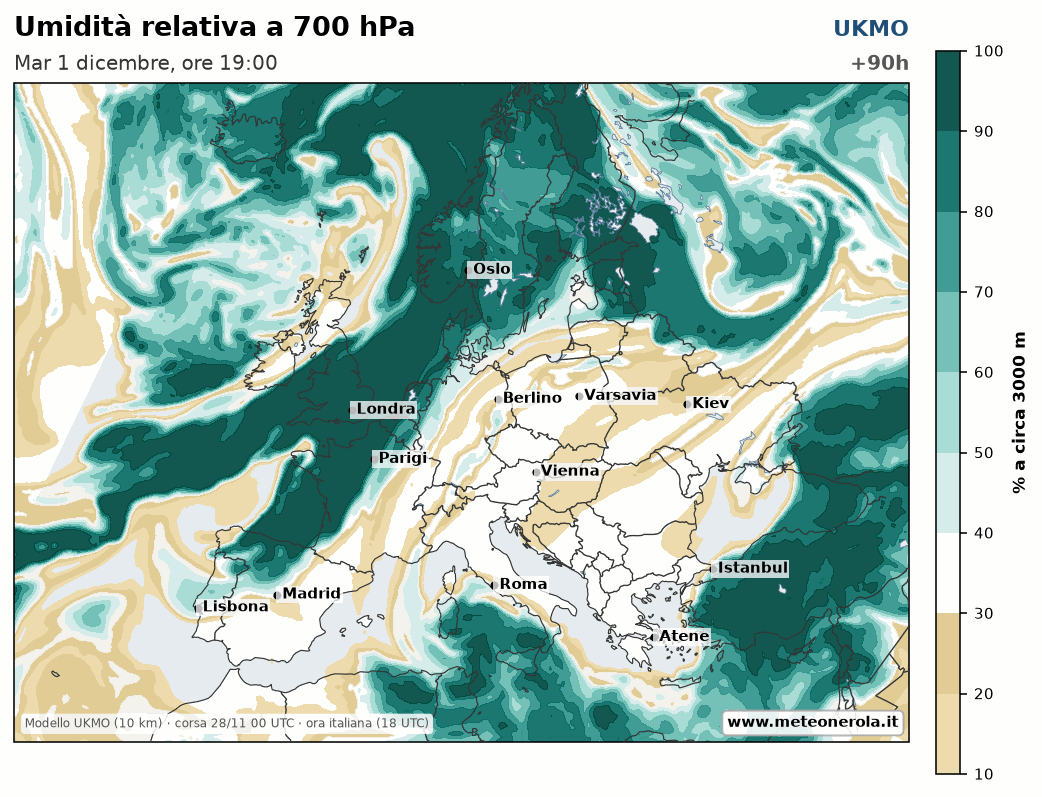 Umidità relativa a 700 hPa
UKMO
Mar 1 dicembre, ore 19:00
+90h
100
90
80
70
60
50
40
30
20
10
% a circa 3000 m
Oslo
Londra
Berlino
Varsavia
Kiev
Parigi
Vienna
Istanbul
Roma
Madrid
Lisbona
Atene
Modello UKMO (10 km) · corsa 28/11 00 UTC · ora italiana (18 UTC)
www.meteonerola.it